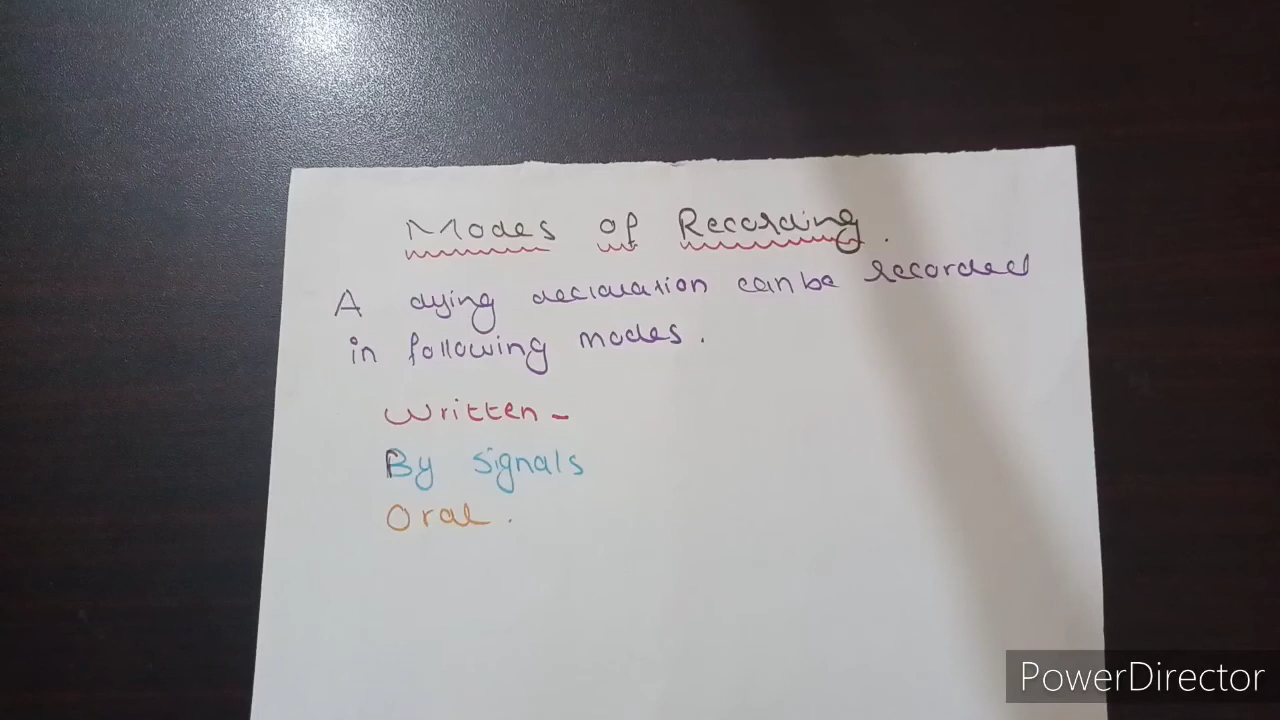 Modes of Recording.
A dying declaration can be recorded
in following modes.
Written -
By signals
Oral.
PowerDirector